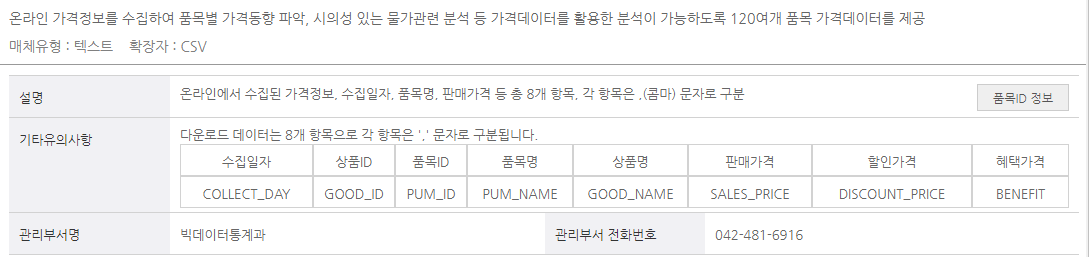 온라인 가격정보를 수집하여 품목별 가격동향 파악, 시의성 있는 물가관련 분석 등 가격데이터를 활용한 분석이 가능하도록 120여개 품목 가격데이터를 제공
매체유형 : 텍스트 확장자 : CSV
설명 온라인에서 수집된 가격정보, 수집일자, 품목명, 판매가격 등 총 8개 항목, 각 항목은 ,(콤마) 문자로 구분 품목ID 정보
기타유의사항 다운로드 데이터는 8개 항목으로 각 항목은 ',' 문자로 구분됩니다.
수집일자 상품ID 품목ID 품목명 상품명 판매가격 할인가격 혜택가격
COLLECT_DAY GOOD_ID PUM_ID PUM_NAME GOOD_NAME SALES_PRICE DISCOUNT_PRICE BENEFIT
관리부서명 빅데이터통계과 관리부서 전화번호 042-481-6916